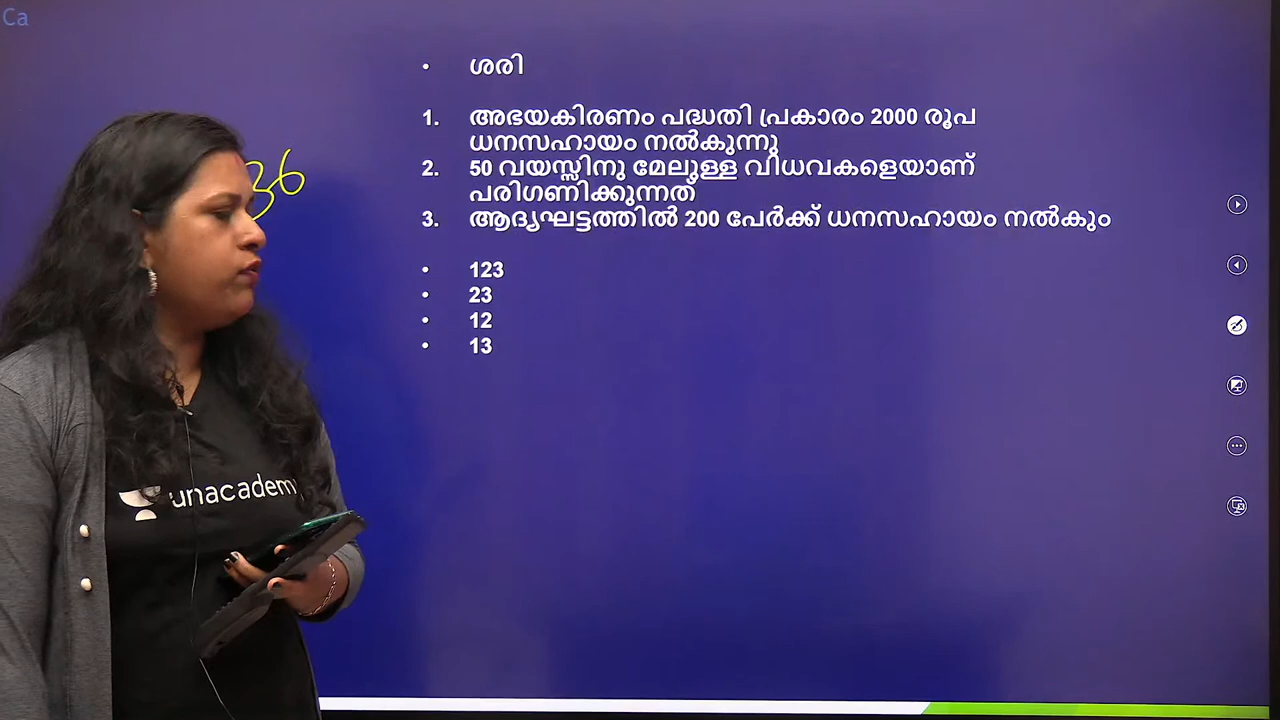 Ca
• ശരി
36
1. അഭയകിരണം പദ്ധതി പ്രകാരം 2000 രൂപ
ധനസഹായം നൽകുന്നു
2. 50 വയസ്സിനു മേലുള്ള വിധവകളെയാണ്
പരിഗണിക്കുന്നത്
3. ആദ്യഘട്ടത്തിൽ 200 പേർക്ക് ധനസഹായം നൽകും
• 123
• 23
• 12
• 13
unacademy